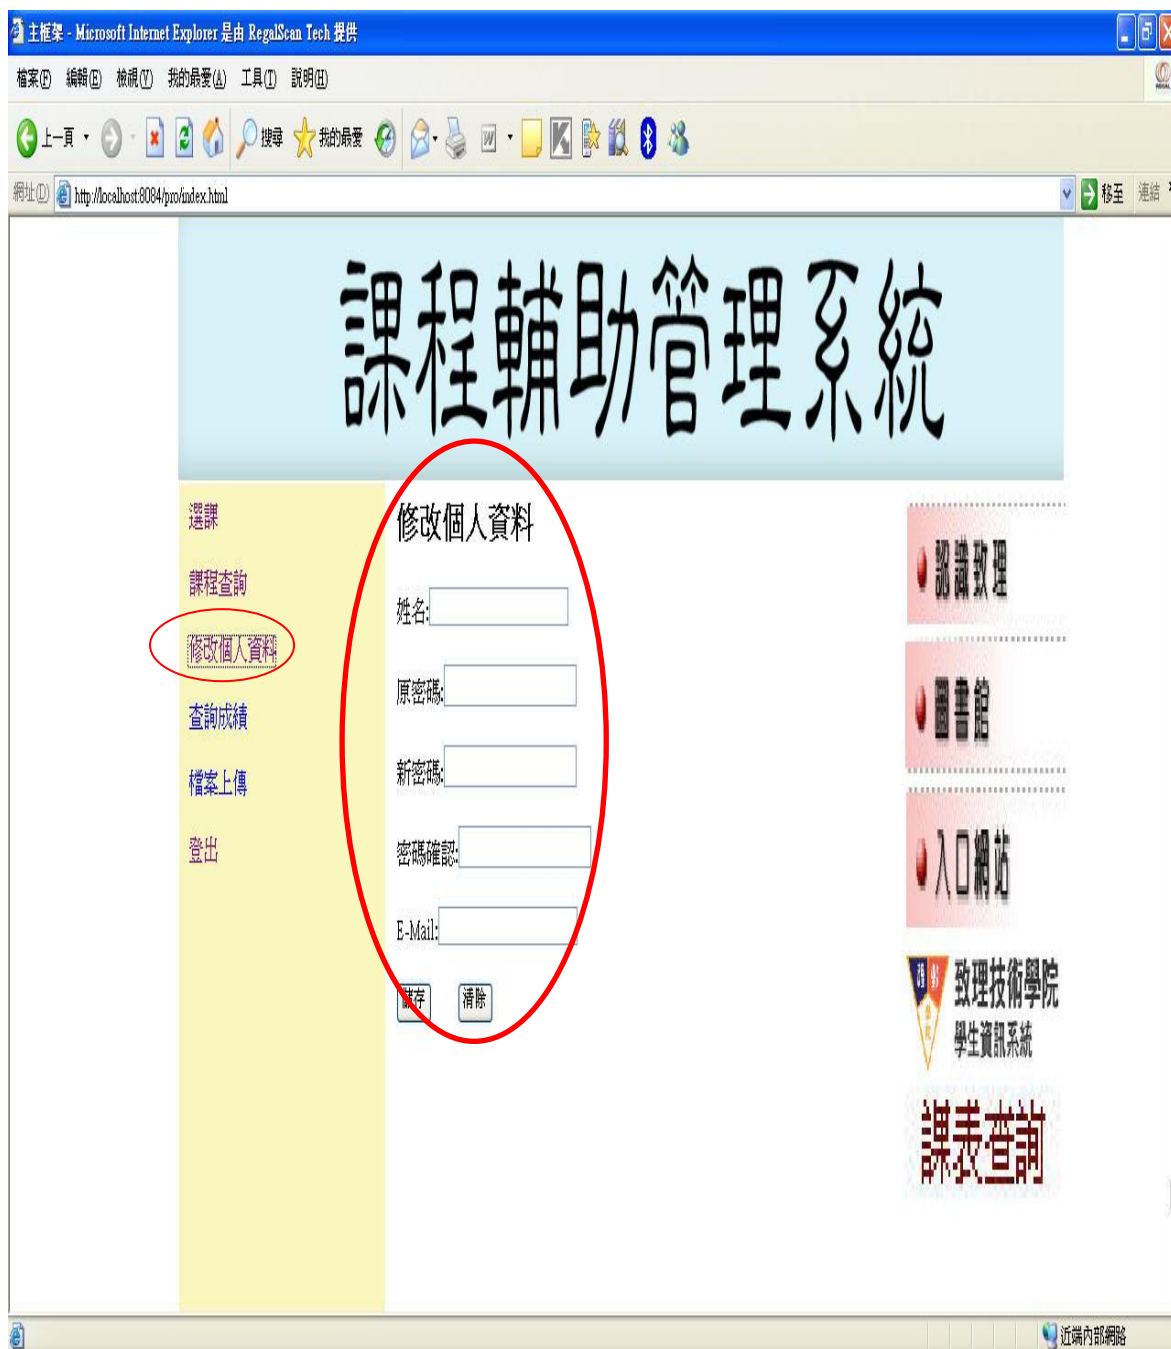 主框架 - Microsoft Internet Explorer 是由 RegalScan Tech 提供
檔案(F) 編輯(E) 檢視(V) 我的最愛(A) 工具(T) 說明(H)
上一頁 搜尋 我的最愛
網址(D) http://localhost:8084/pro/index.html 移至 連結
課程輔助管理系統
選課
課程查詢
修改個人資料
查詢成績
檔案上傳
登出
修改個人資料
姓名:
原密碼:
新密碼:
密碼確認:
E-Mail:
儲存 清除
認識致理
圖書館
入口網站
致理技術學院
學生資訊系統
課表查詢
近端內部網路